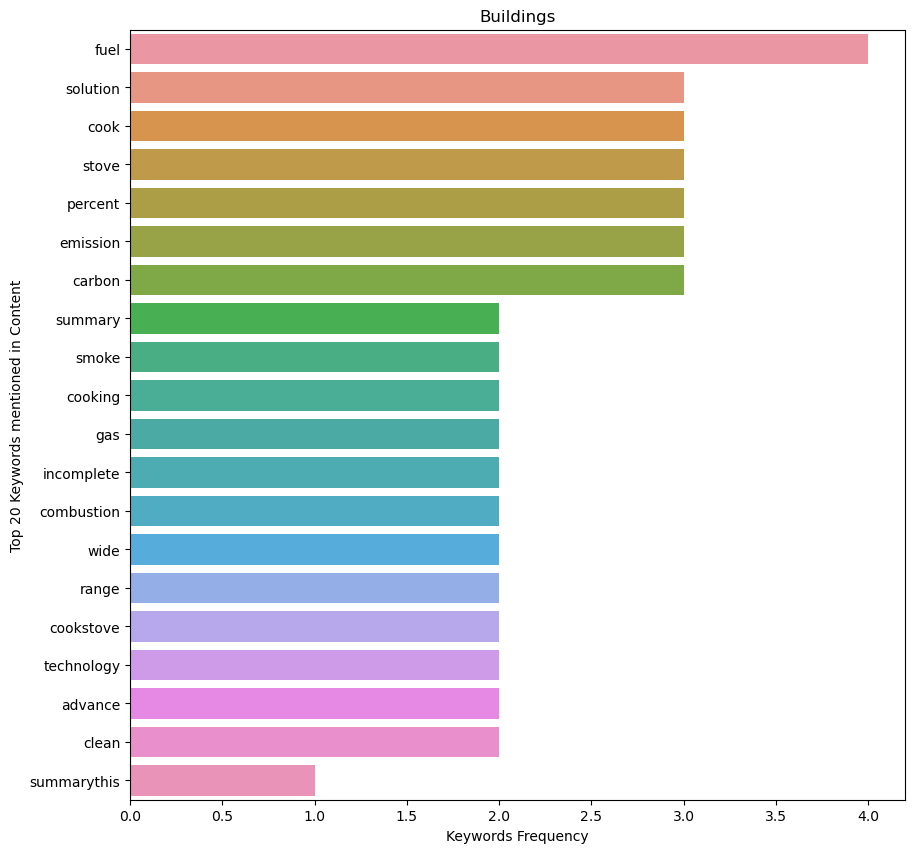 Buildings
fuel
solution
cook
stove
percent
emission
carbon
summary
smoke
cooking
gas
incomplete
combustion
wide
range
cookstove
technology
advance
clean
summarythis
Top 20 Keywords mentioned in Content
0.0 0.5 1.0 1.5 2.0 2.5 3.0 3.5 4.0
Keywords Frequency